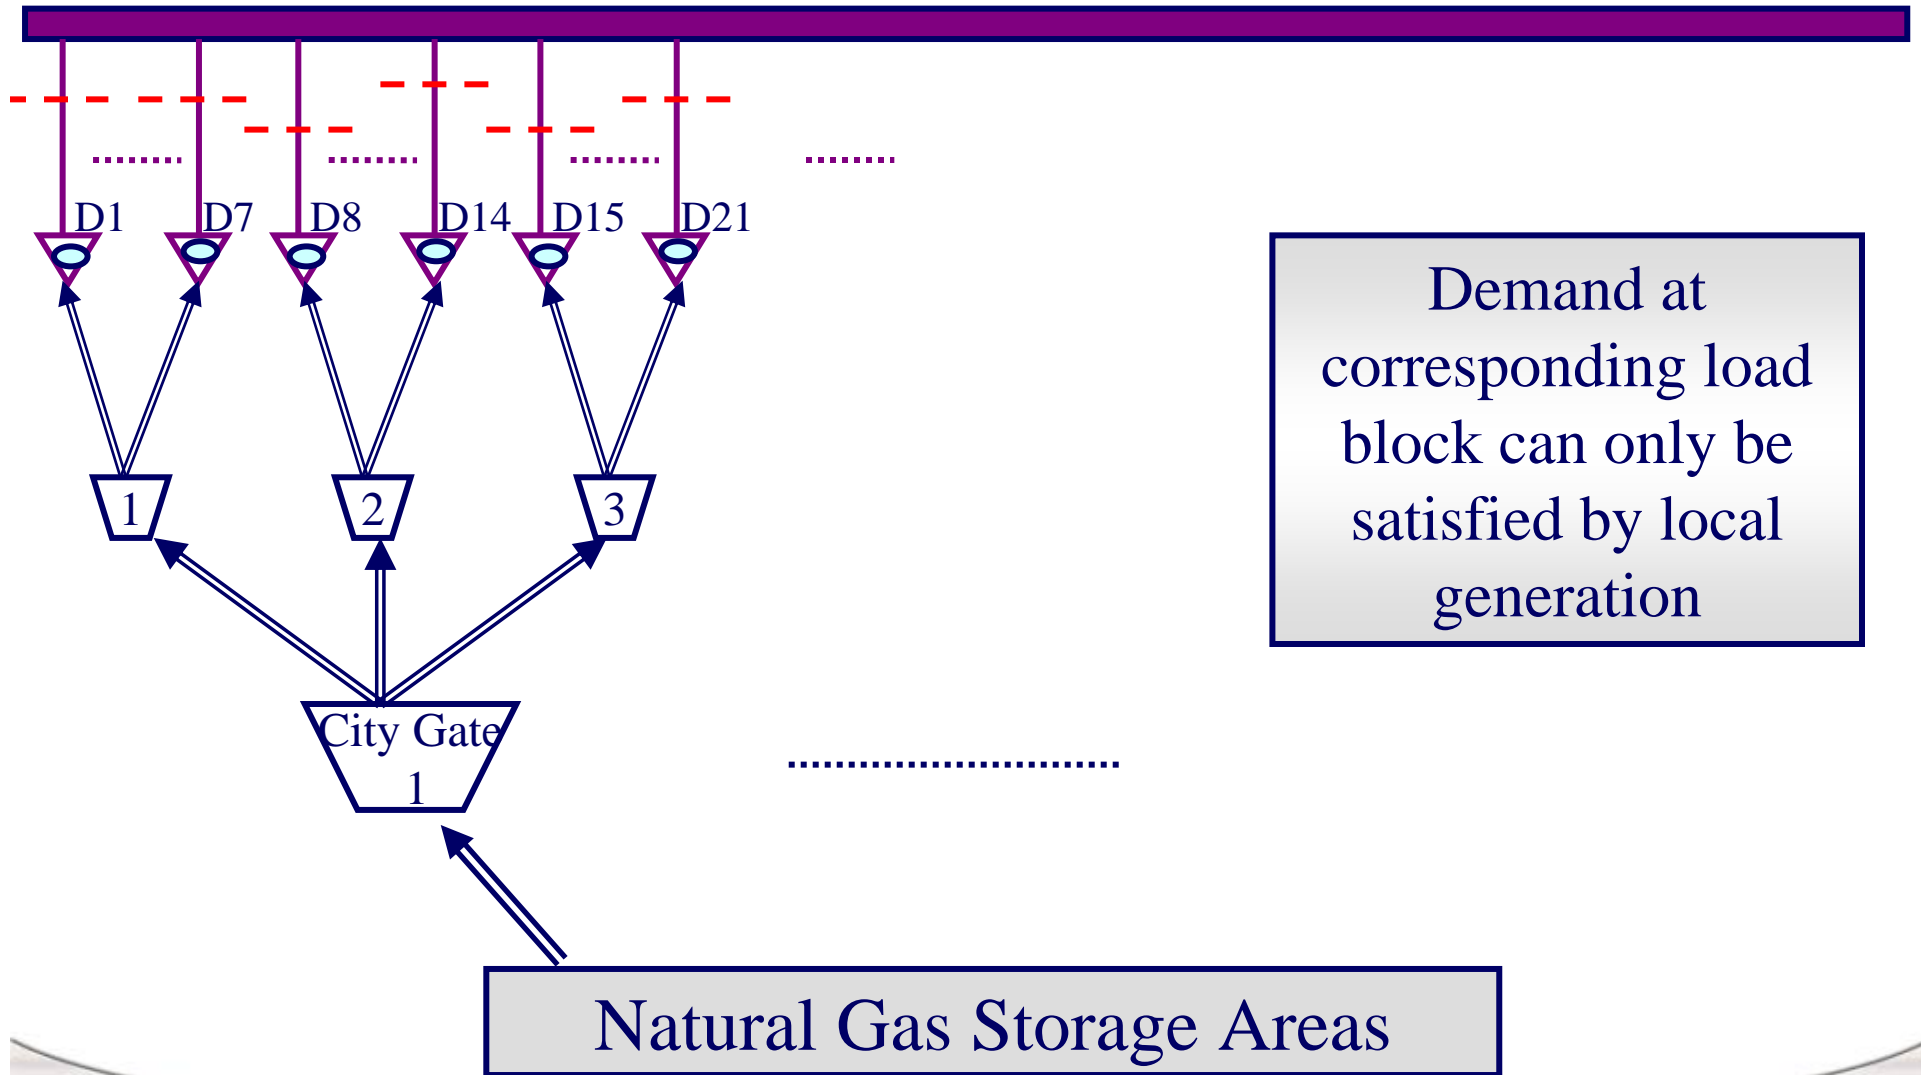 D1 D7 D8 D14 D15 D21
Demand at
corresponding load
block can only be
satisfied by local
generation
1 2 3
City Gate
1
Natural Gas Storage Areas